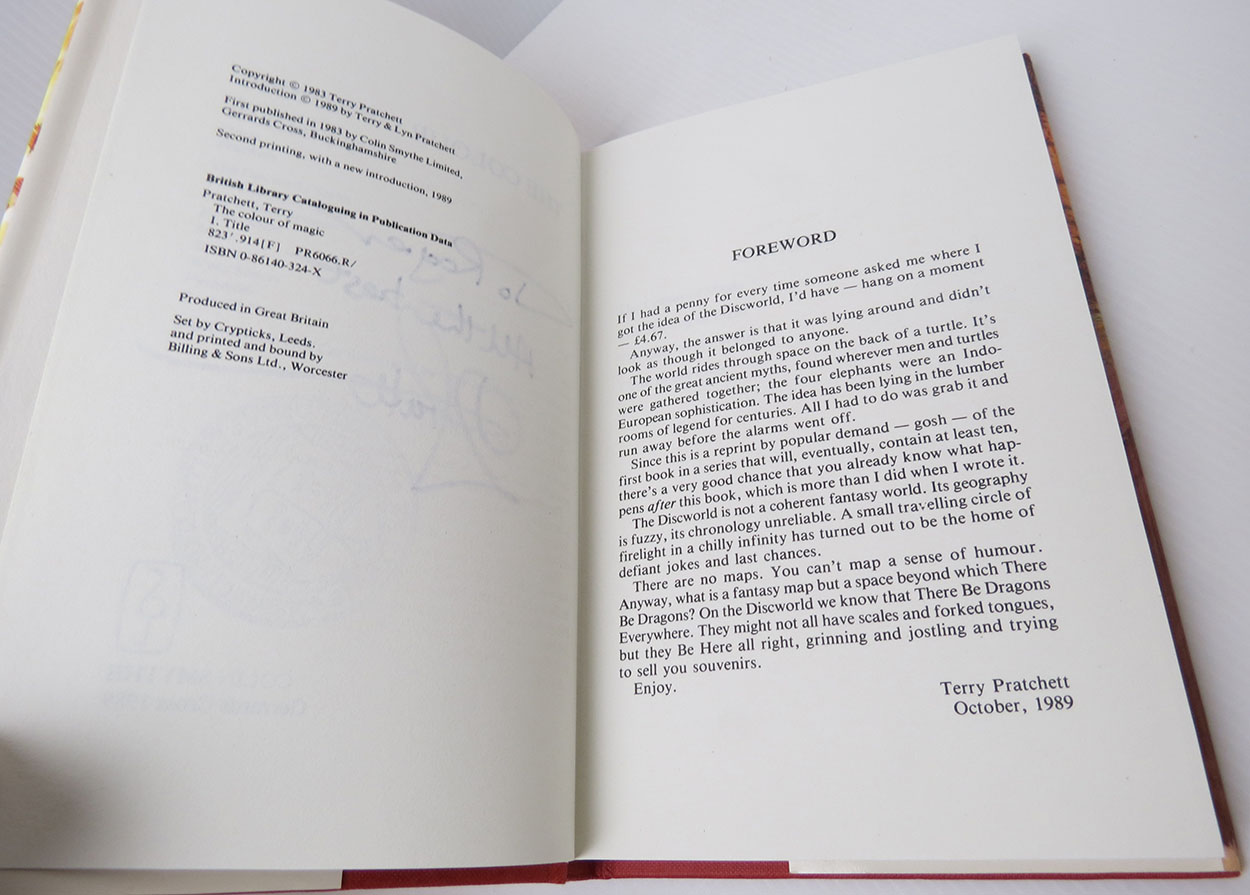 Copyright © 1983 Terry Pratchett
Introduction © 1989 by Terry & Lyn Pratchett
First published in 1983 by Colin Smythe Limited,
Gerrards Cross, Buckinghamshire
Second printing, with a new introduction, 1989
British Library Cataloguing in Publication Data
Pratchett, Terry
The colour of magic
I. Title
823'.914[F] PR6066.R/
ISBN 0-86140-324-X
Produced in Great Britain
Set by Crypticks, Leeds.
and printed and bound by
Billing & Sons Ltd., Worcester
FOREWORD
If I had a penny for every time someone asked me where I
got the idea of the Discworld, I'd have — hang on a moment
— £4.67.
Anyway, the answer is that it was lying around and didn't
look as though it belonged to anyone.
The world rides through space on the back of a turtle. It's
one of the great ancient myths, found wherever men and turtles
were gathered together; the four elephants were an Indo-
European sophistication. The idea has been lying in the lumber
rooms of legend for centuries. All I had to do was grab it and
run away before the alarms went off.
Since this is a reprint by popular demand — gosh — of the
first book in a series that will, eventually, contain at least ten,
there's a very good chance that you already know what hap-
pens after this book, which is more than I did when I wrote it.
The Discworld is not a coherent fantasy world. Its geography
is fuzzy, its chronology unreliable. A small travelling circle of
firelight in a chilly infinity has turned out to be the home of
defiant jokes and last chances.
There are no maps. You can't map a sense of humour.
Anyway, what is a fantasy map but a space beyond which There
Be Dragons? On the Discworld we know that There Be Dragons
Everywhere. They might not all have scales and forked tongues,
but they Be Here all right, grinning and jostling and trying
to sell you souvenirs.
Enjoy.
Terry Pratchett
October, 1989